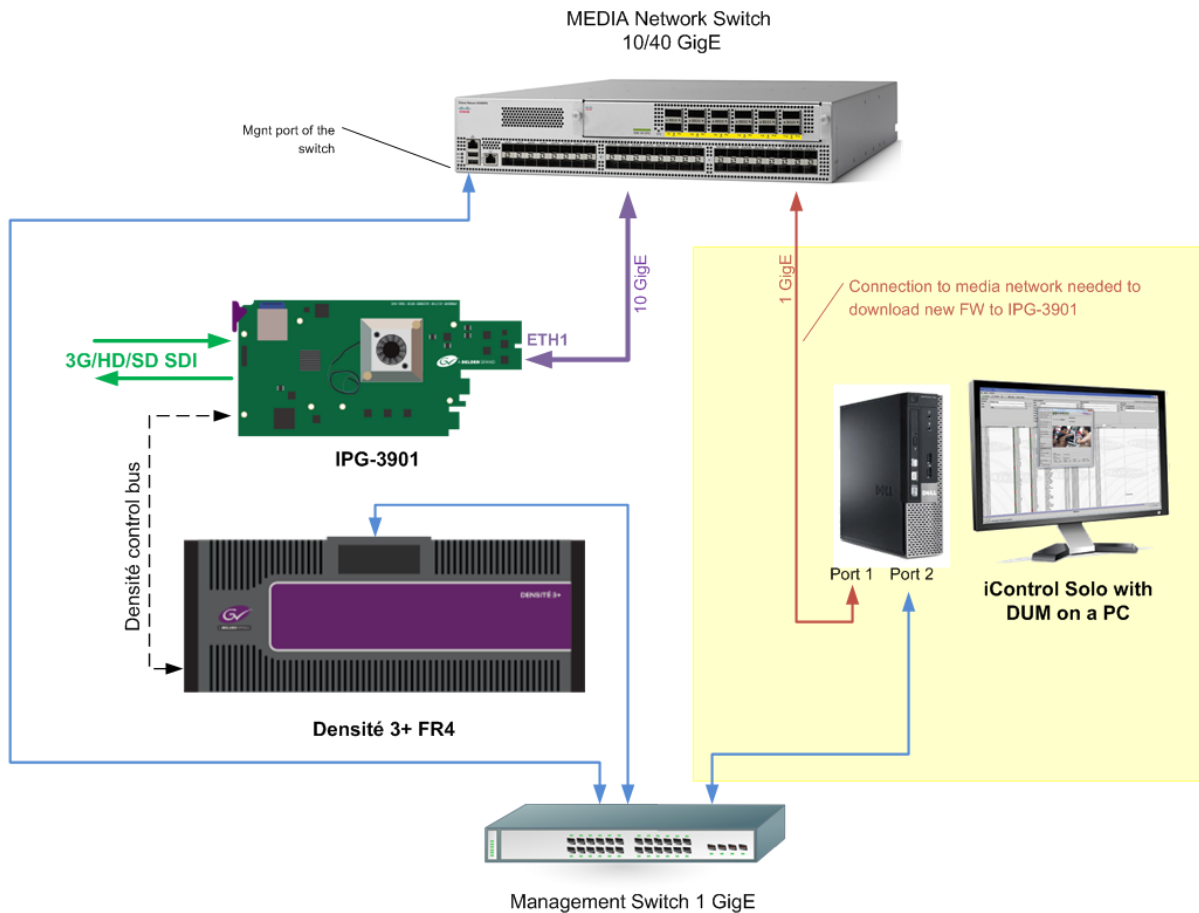 MEDIA Network Switch
10/40 GigE
Mgnt port of the
switch
10 GigE
1 GigE
Connection to media network needed to
download new FW to IPG-3901
3G/HD/SD SDI
ETH1
IPG-3901
Densité control bus
DENSITÉ 3+
DELL
DELL
Port 1
Port 2
iControl Solo with
DUM on a PC
Densité 3+ FR4
Management Switch 1 GigE